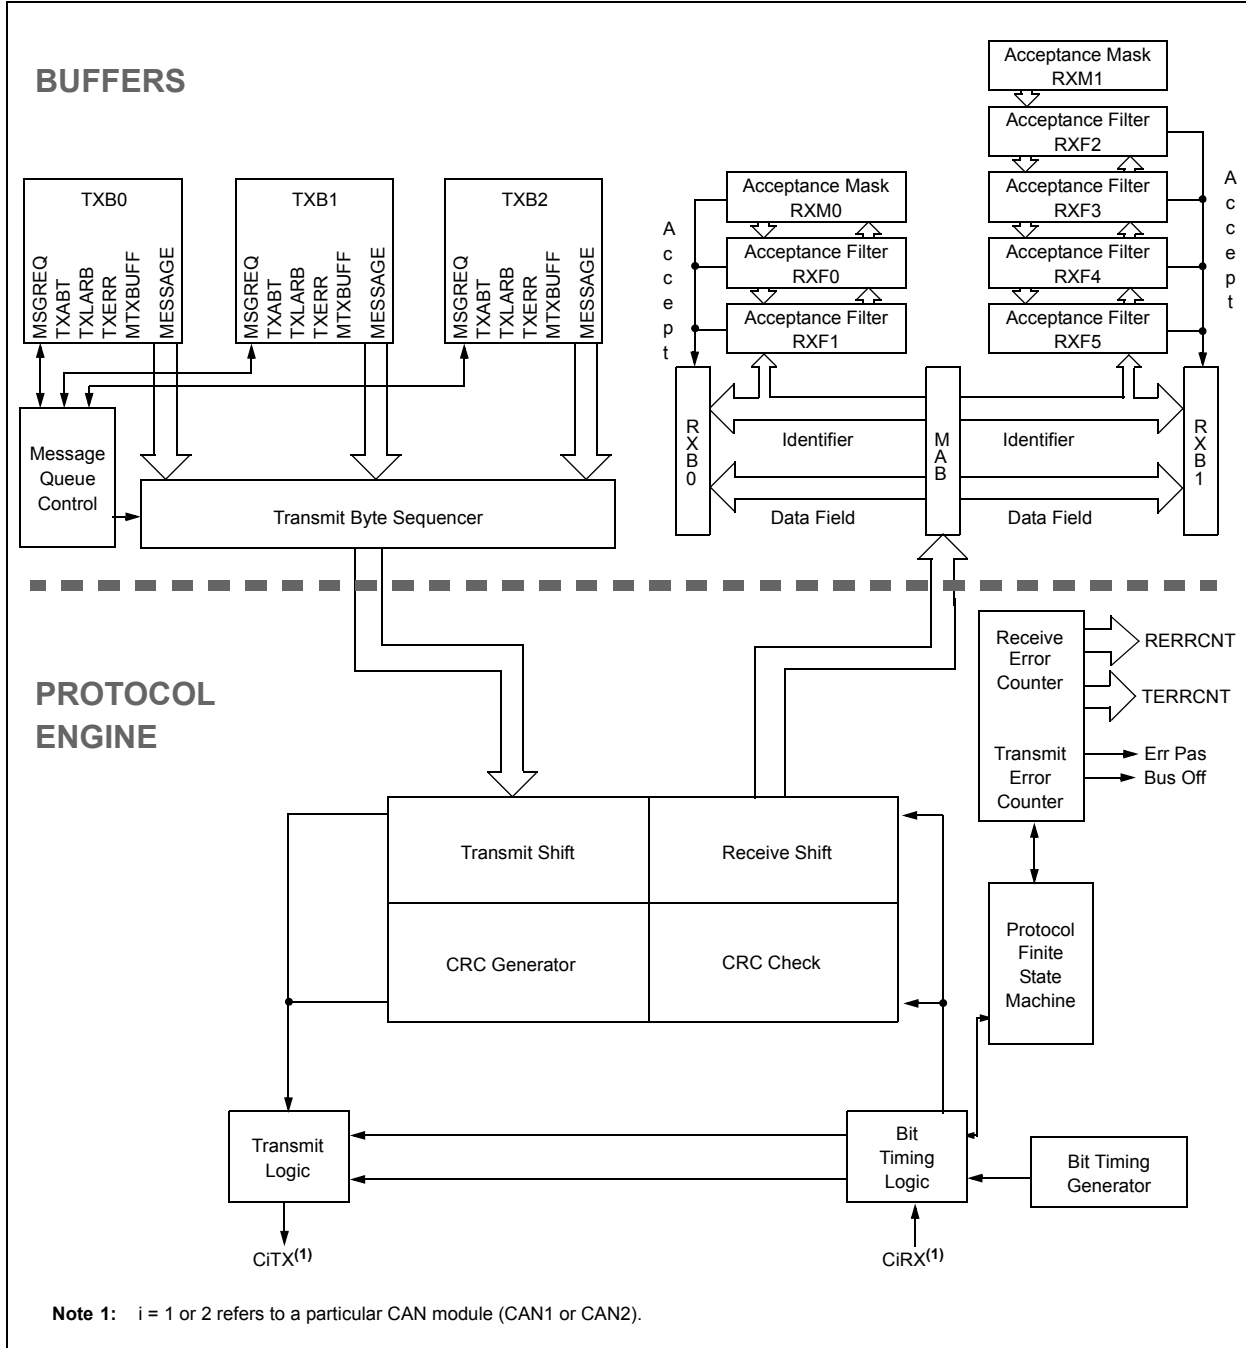 BUFFERS
Acceptance Mask
RXM1
Acceptance Filter
RXF2
Acceptance Filter
RXF3
Acceptance Filter
RXF4
Acceptance Filter
RXF5
Accept
Acceptance Mask
RXM0
Acceptance Filter
RXF0
Acceptance Filter
RXF1
Accept
TXB0
MSGREQ
TXABT
TXLARB
TXERR
MTXBUFF
MESSAGE
TXB1
MSGREQ
TXABT
TXLARB
TXERR
MTXBUFF
MESSAGE
TXB2
MSGREQ
TXABT
TXLARB
TXERR
MTXBUFF
MESSAGE
Message
Queue
Control
Transmit Byte Sequencer
RXB0
Identifier
Data Field
MAB
Identifier
Data Field
RXB1
PROTOCOL
ENGINE
Receive
Error
Counter
Transmit
Error
Counter
RERRCNT
TERRCNT
Err Pas
Bus Off
Transmit Shift
Receive Shift
CRC Generator
CRC Check
Protocol
Finite
State
Machine
Transmit
Logic
Bit
Timing
Logic
Bit Timing
Generator
CiTX(1)
CiRX(1)
Note 1: i = 1 or 2 refers to a particular CAN module (CAN1 or CAN2).